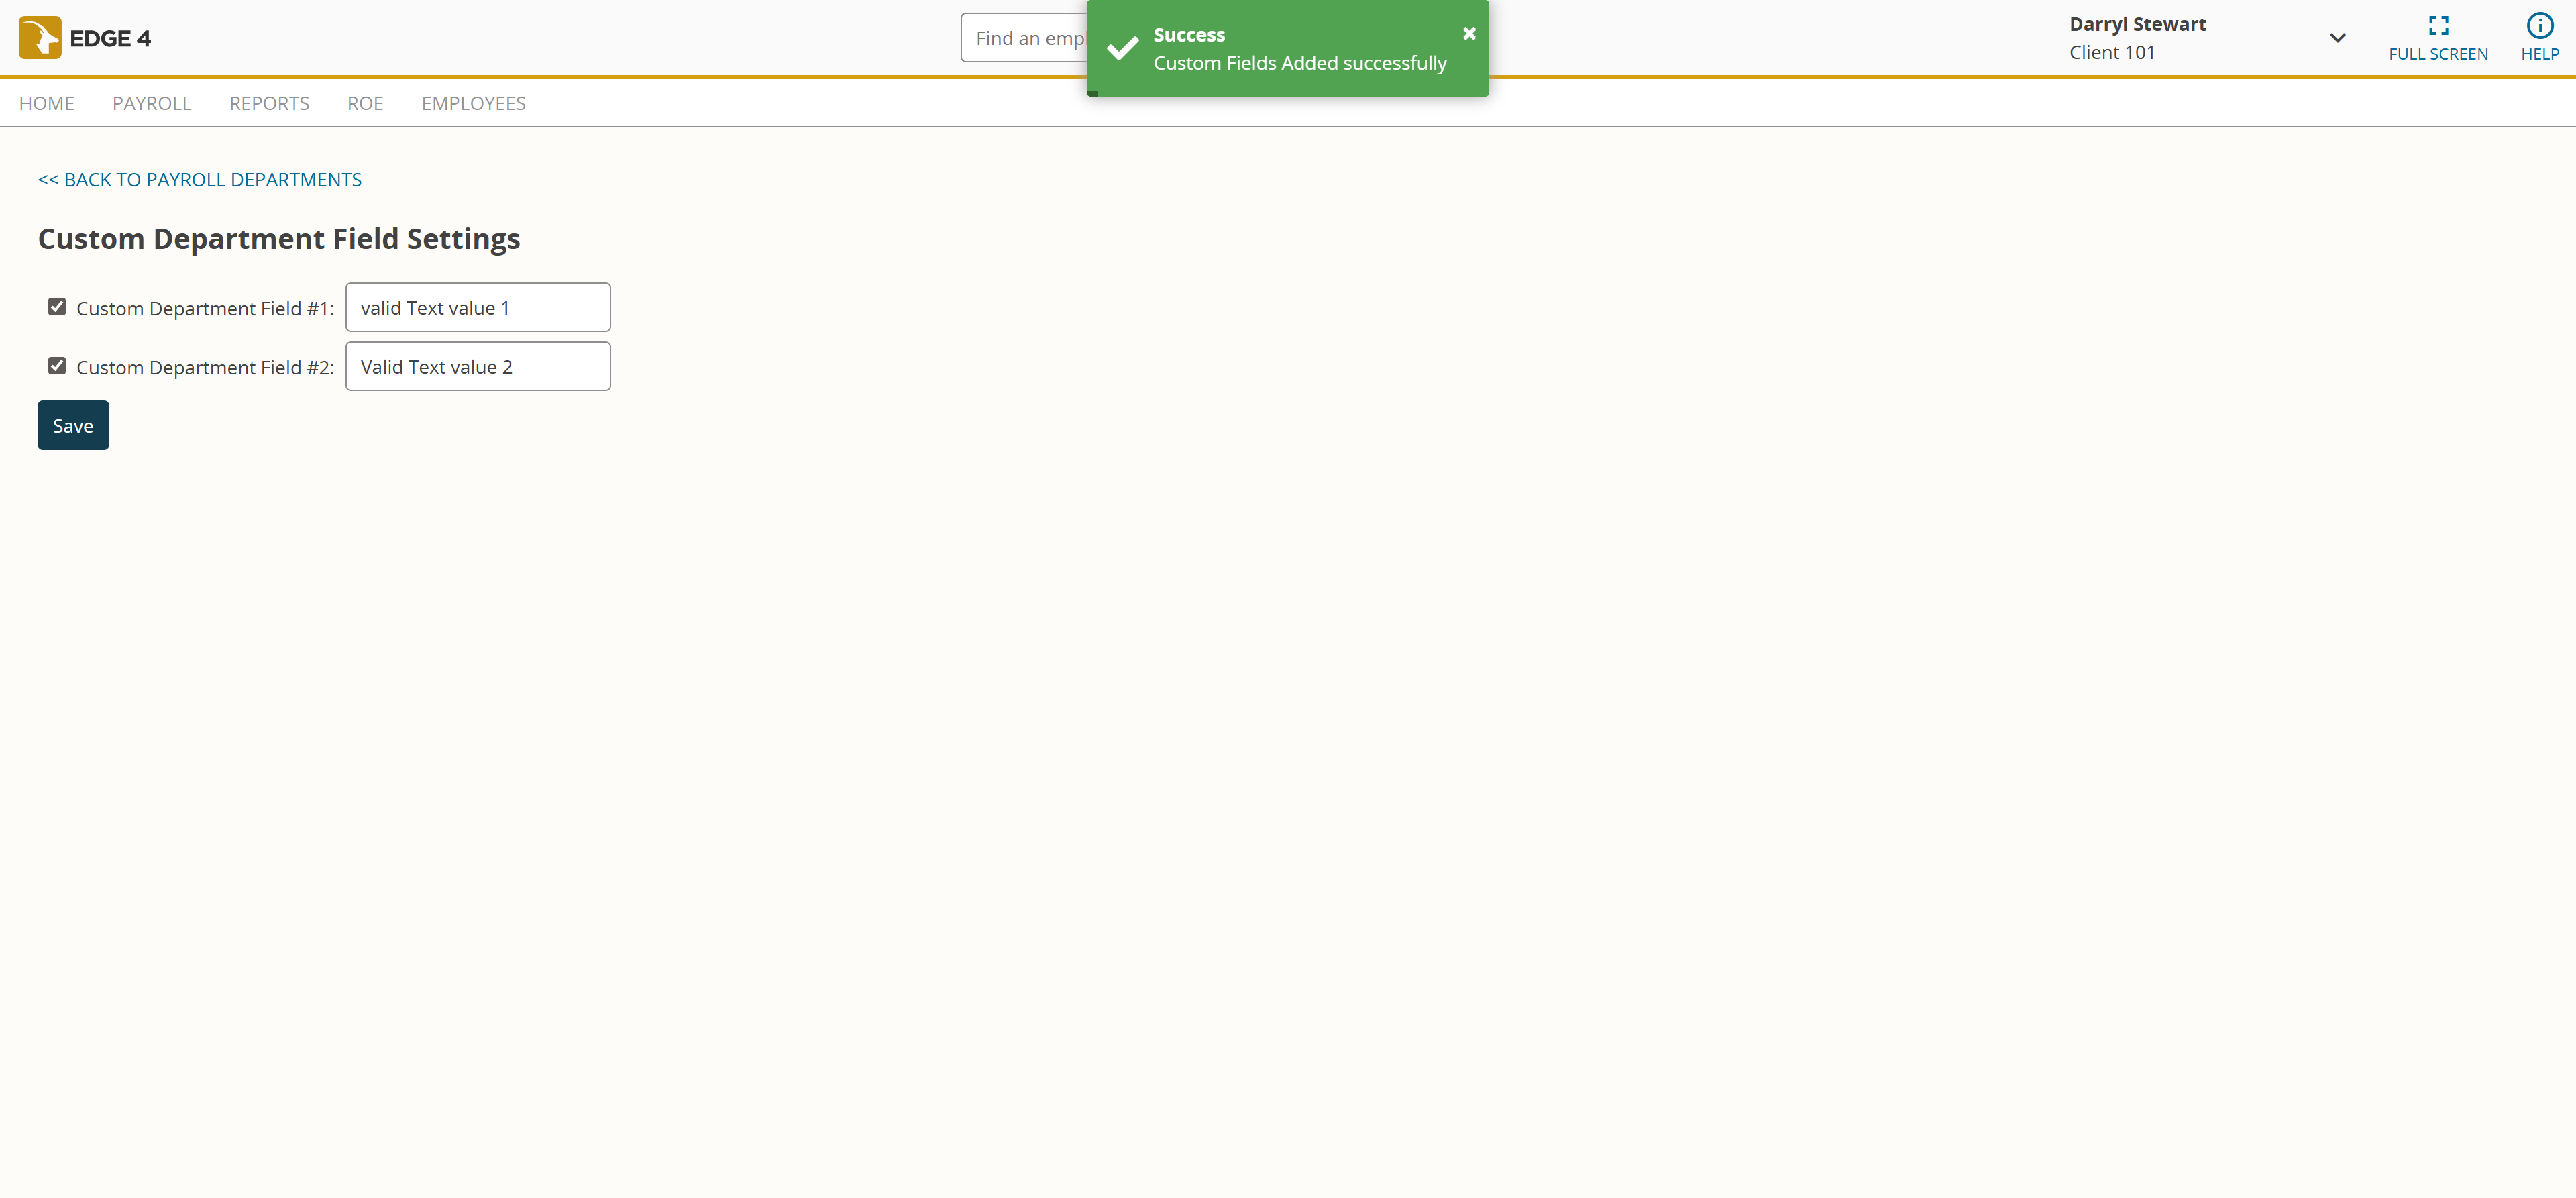 EDGE 4
Find an emp
Success
Custom Fields Added successfully
Darryl Stewart
Client 101
FULL SCREEN
HELP
HOME PAYROLL REPORTS ROE EMPLOYEES
<< BACK TO PAYROLL DEPARTMENTS
Custom Department Field Settings
Custom Department Field #1: valid Text value 1
Custom Department Field #2: Valid Text value 2
Save